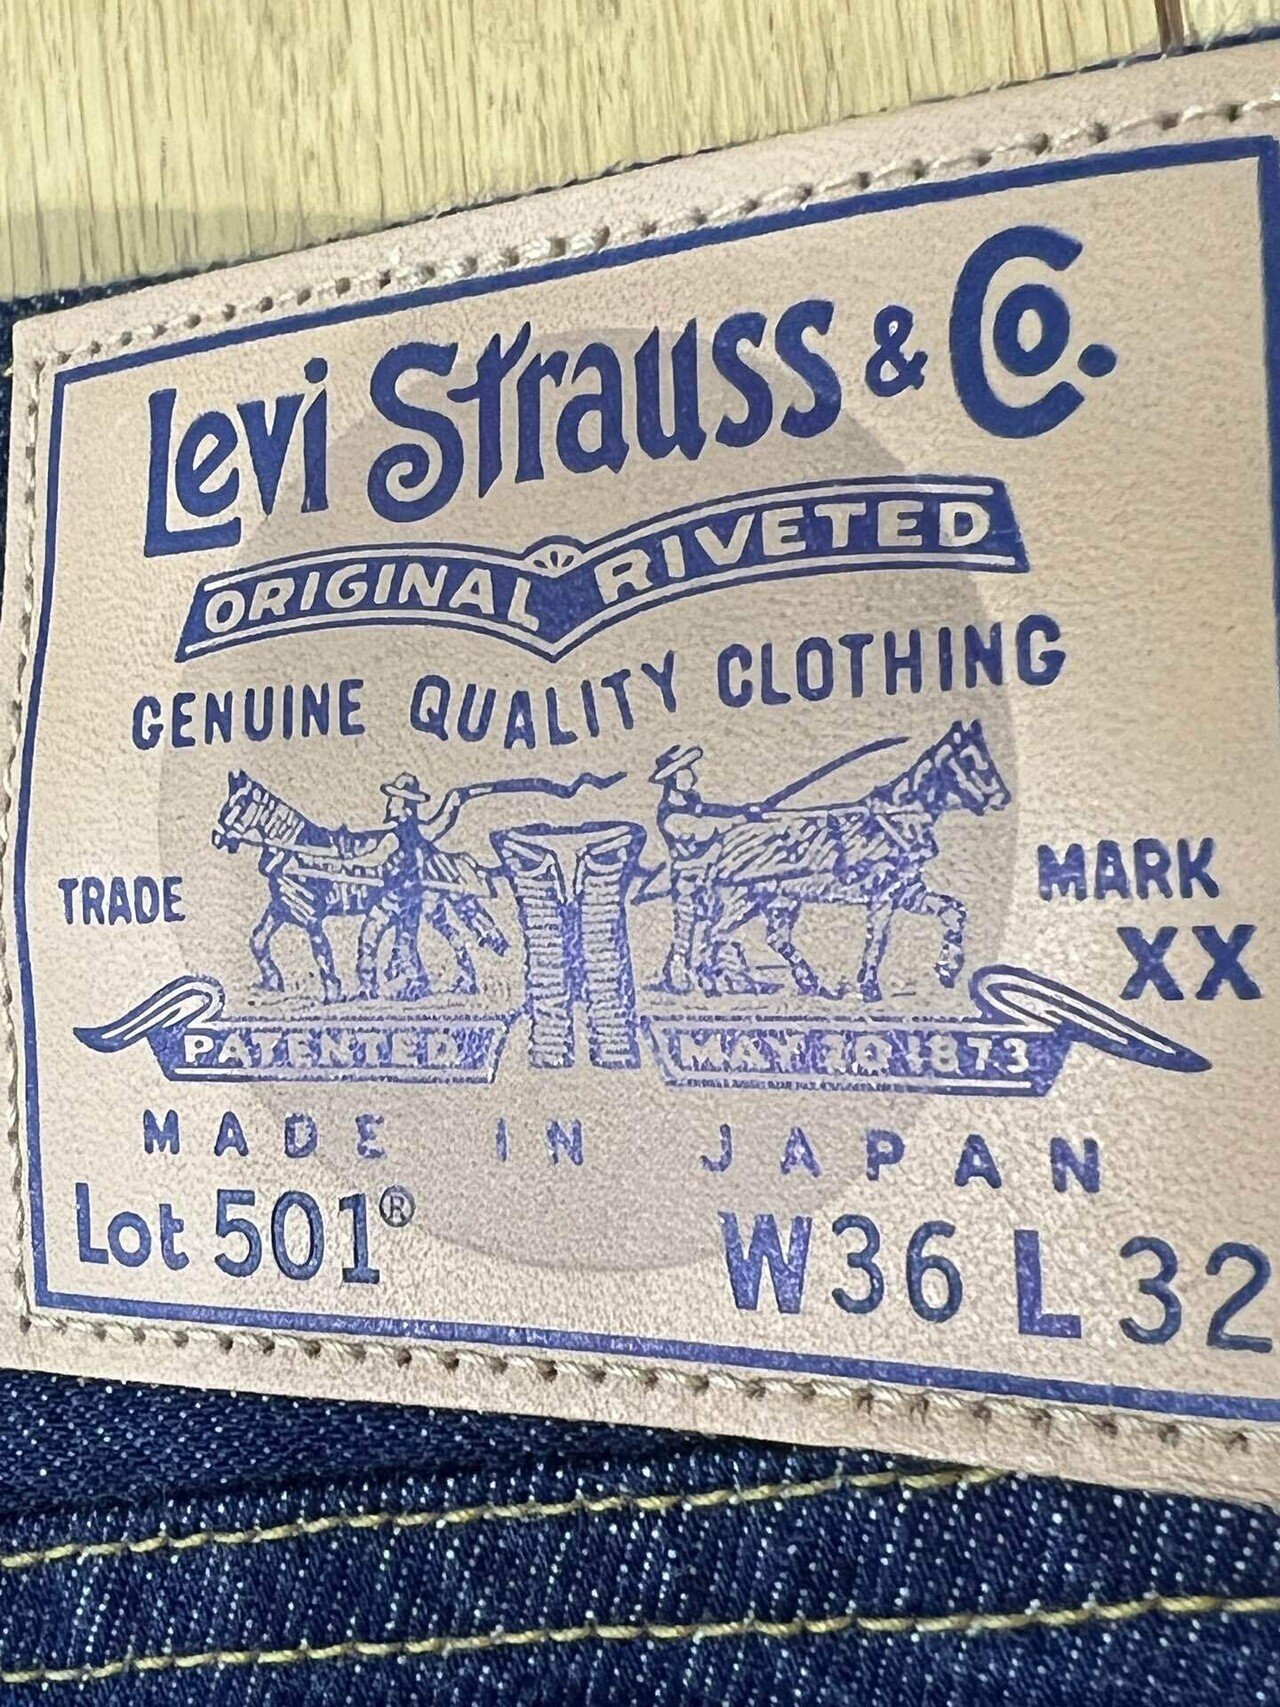 Levi Strauss & Co.
ORIGINAL RIVETED
GENUINE QUALITY CLOTHING
TRADE MARK
XX
PATENTED MAY 20 1873
MADE IN JAPAN
Lot 501® W36 L 32